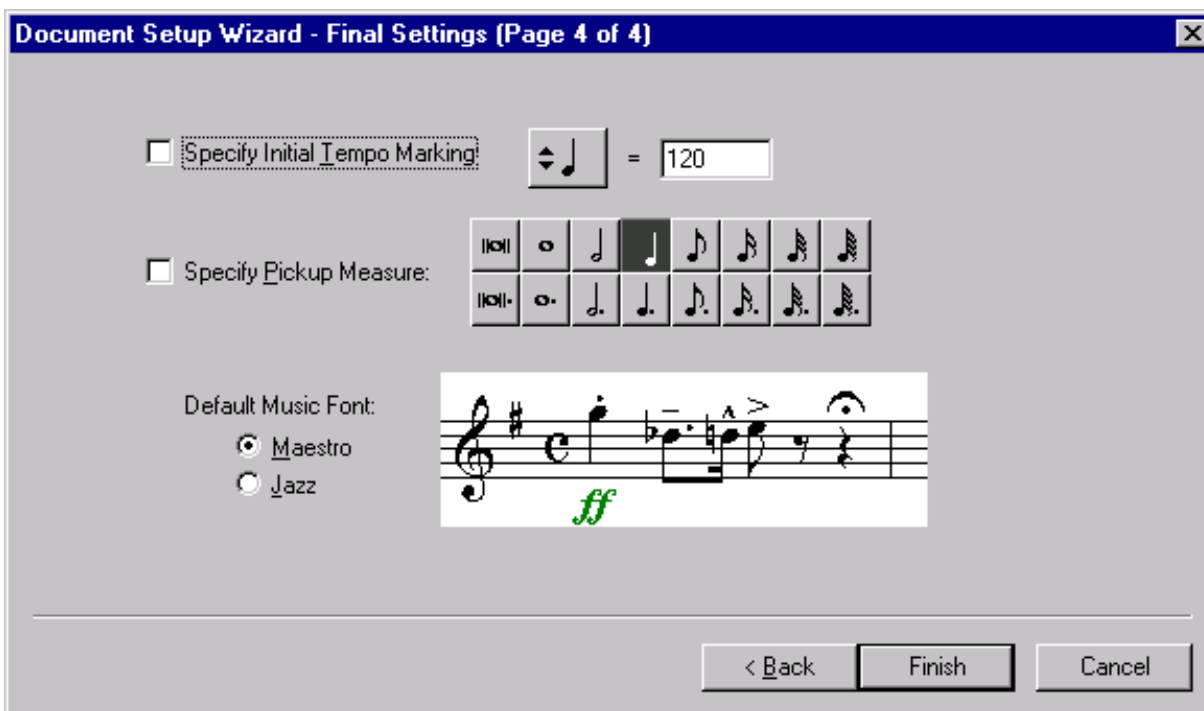 Document Setup Wizard - Final Settings (Page 4 of 4)
Specify Initial Tempo Marking = 120
Specify Pickup Measure:
Default Music Font:
Maestro
Jazz
ff
< Back Finish Cancel